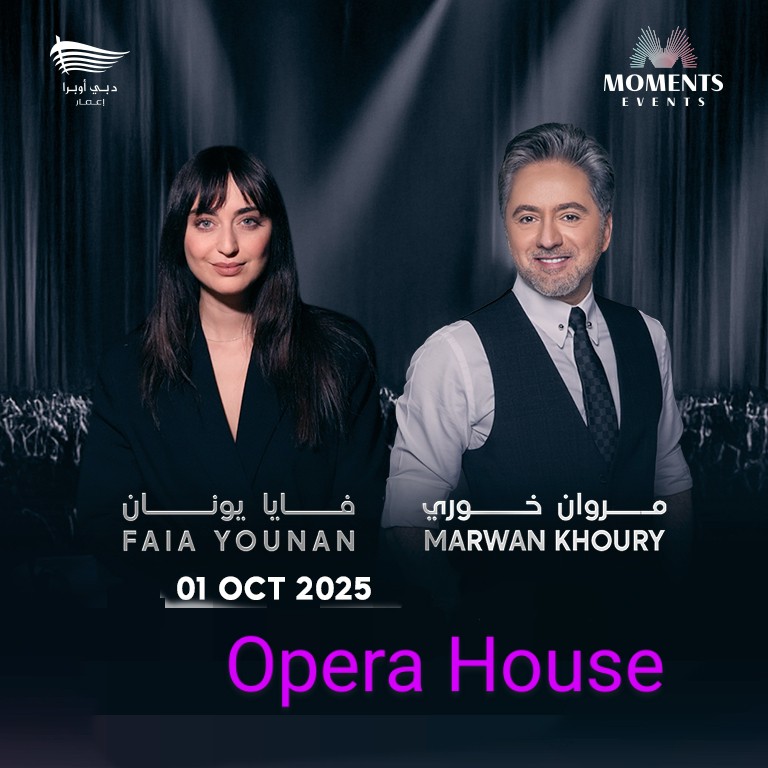 دبي أوبرا
إعمار
MOMENTS
EVENTS
فايا يونان
FAIA YOUNAN
مروان خوري
MARWAN KHOURY
01 OCT 2025
Opera House